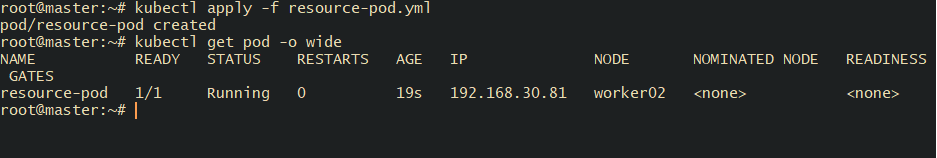 root@master:~# kubectl apply -f resource-pod.yml
pod/resource-pod created
root@master:~# kubectl get pod -o wide
NAME           READY   STATUS    RESTARTS   AGE   IP              NODE       NOMINATED NODE   READINESS
 GATES
resource-pod   1/1     Running   0          19s   192.168.30.81   worker02   <none>           <none>
root@master:~#